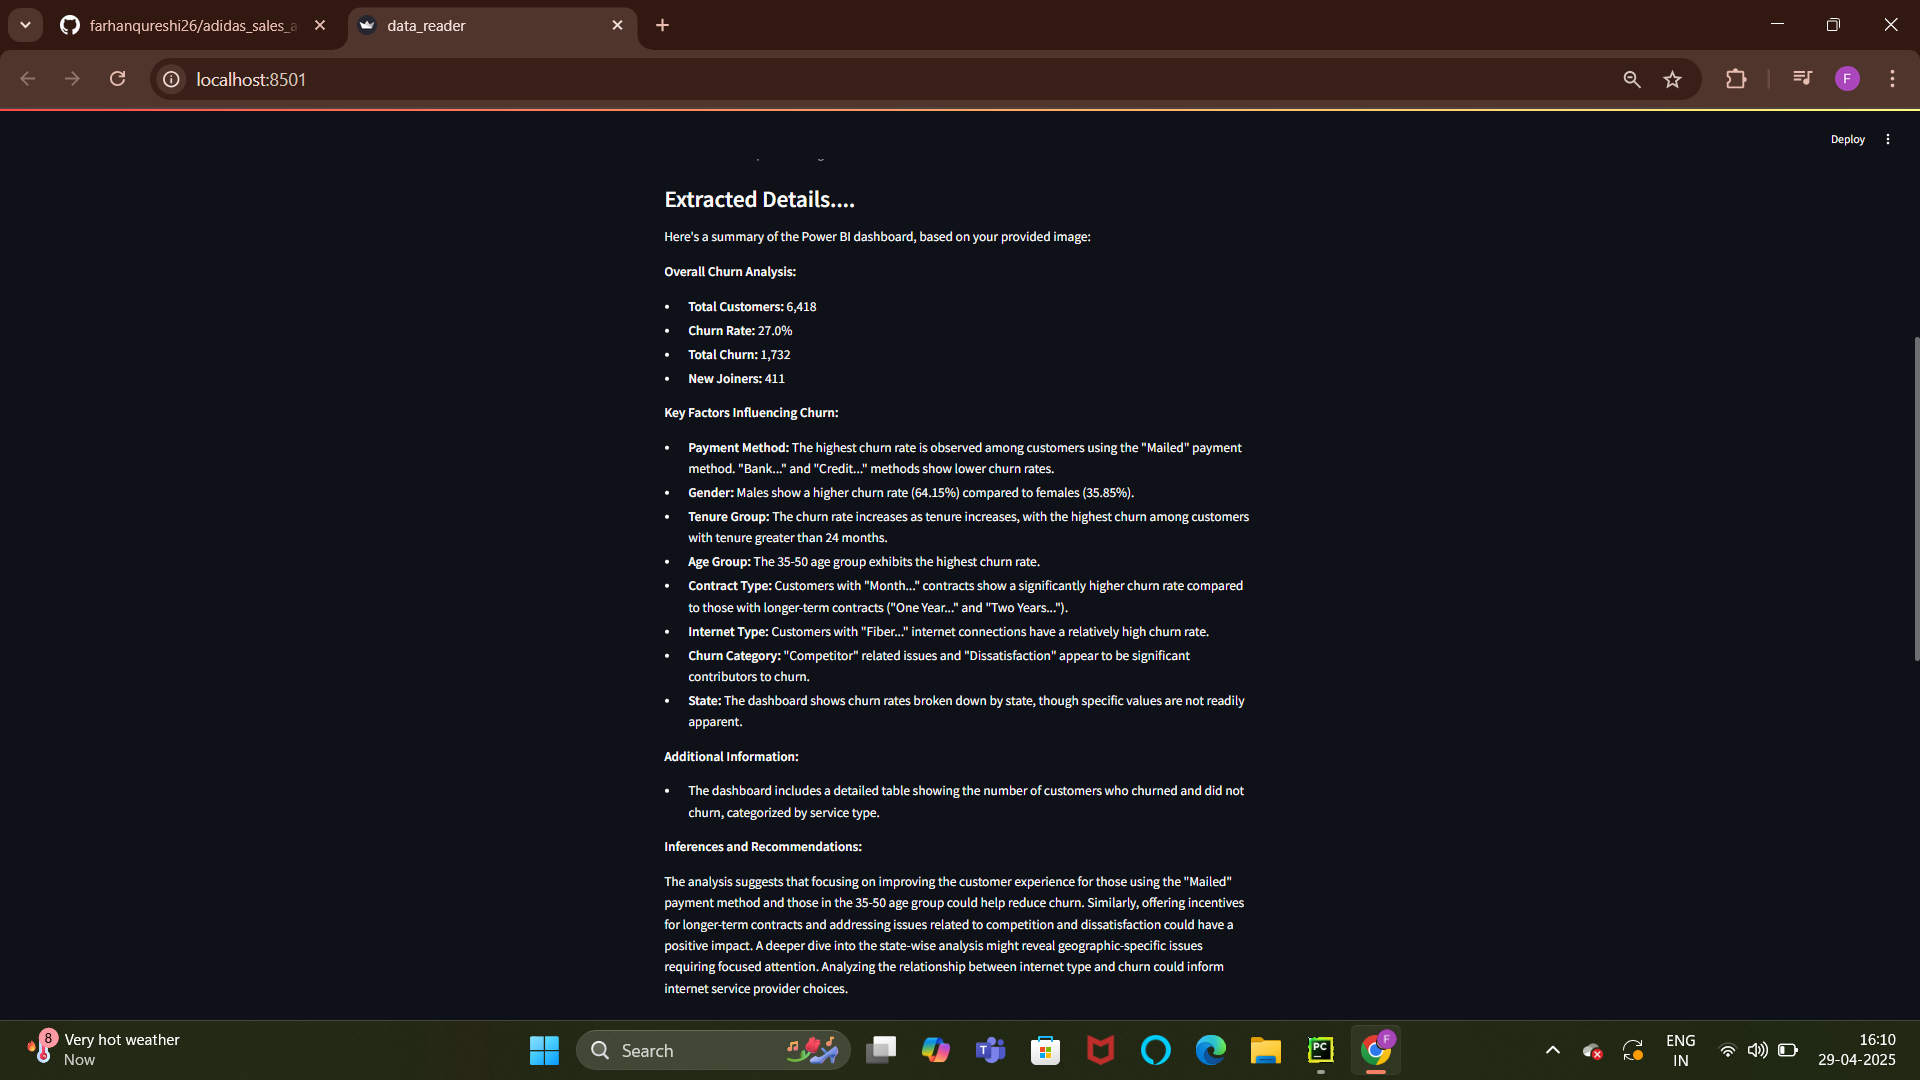 farhanqureshi26/adidas_sales_a
data_reader
localhost:8501
F
Deploy
Extracted Details....
Here's a summary of the Power BI dashboard, based on your provided image:
Overall Churn Analysis:
• Total Customers: 6,418
• Churn Rate: 27.0%
• Total Churn: 1,732
• New Joiners: 411
Key Factors Influencing Churn:
• Payment Method: The highest churn rate is observed among customers using the "Mailed" payment
method. "Bank..." and "Credit..." methods show lower churn rates.
• Gender: Males show a higher churn rate (64.15%) compared to females (35.85%).
• Tenure Group: The churn rate increases as tenure increases, with the highest churn among customers
with tenure greater than 24 months.
• Age Group: The 35-50 age group exhibits the highest churn rate.
• Contract Type: Customers with "Month..." contracts show a significantly higher churn rate compared
to those with longer-term contracts ("One Year..." and "Two Years...").
• Internet Type: Customers with "Fiber..." internet connections have a relatively high churn rate.
• Churn Category: "Competitor" related issues and "Dissatisfaction" appear to be significant
contributors to churn.
• State: The dashboard shows churn rates broken down by state, though specific values are not readily
apparent.
Additional Information:
• The dashboard includes a detailed table showing the number of customers who churned and did not
churn, categorized by service type.
Inferences and Recommendations:
The analysis suggests that focusing on improving the customer experience for those using the "Mailed"
payment method and those in the 35-50 age group could help reduce churn. Similarly, offering incentives
for longer-term contracts and addressing issues related to competition and dissatisfaction could have a
positive impact. A deeper dive into the state-wise analysis might reveal geographic-specific issues
requiring focused attention. Analyzing the relationship between internet type and churn could inform
internet service provider choices.
8
Very hot weather
Now
Search
T
PC
F
ENG
IN
16:10
29-04-2025